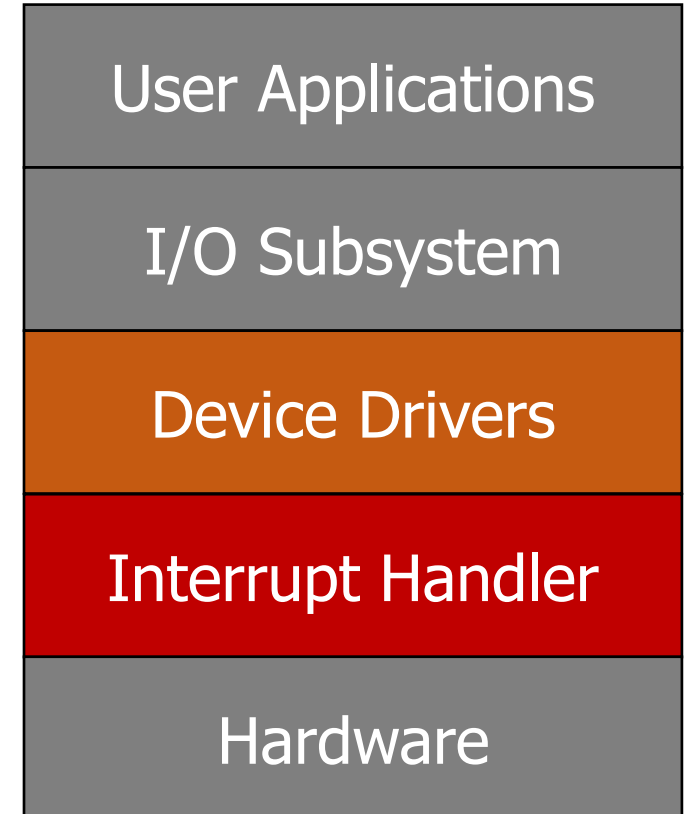 User Applications
I/O Subsystem
Device Drivers
Interrupt Handler
Hardware